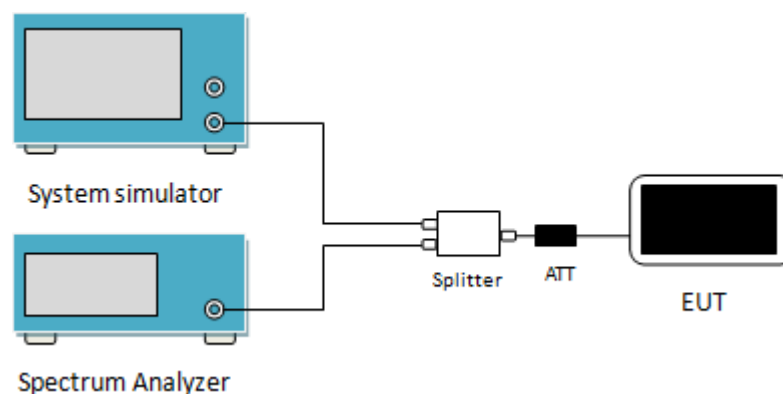 System simulator
Splitter
ATT
EUT
Spectrum Analyzer